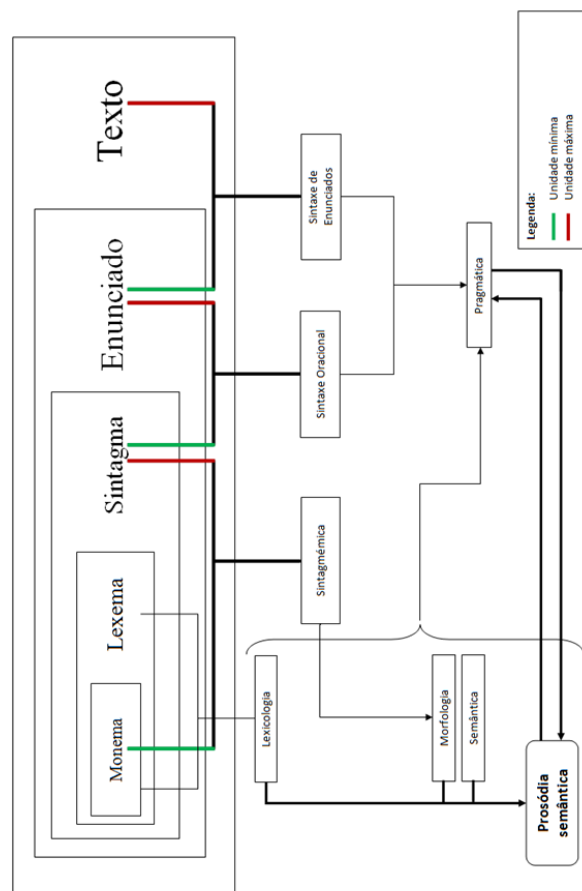 Monema
Lexema
Sintagma
Enunciado
Texto
Lexicologia
Sintagmémica
Sintaxe Oracional
Sintaxe de
Enunciados
Morfologia
Semântica
Pragmática
Prosódia
semântica
Legenda:
Unidade mínima
Unidade máxima